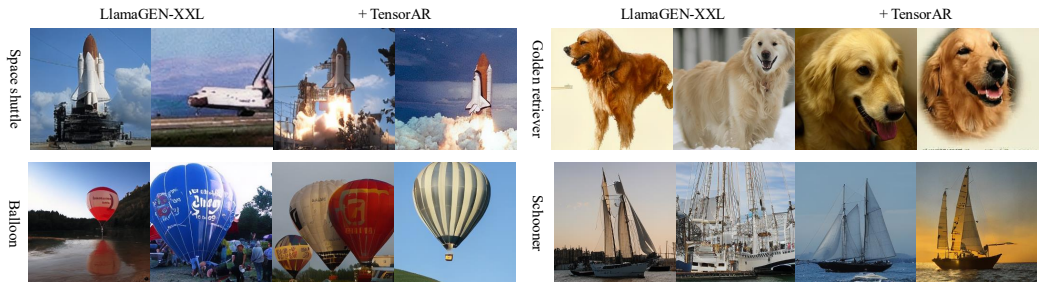 LlamaGEN-XXL + TensorAR LlamaGEN-XXL + TensorAR
Space shuttle
Golden retriever
Balloon
Schooner